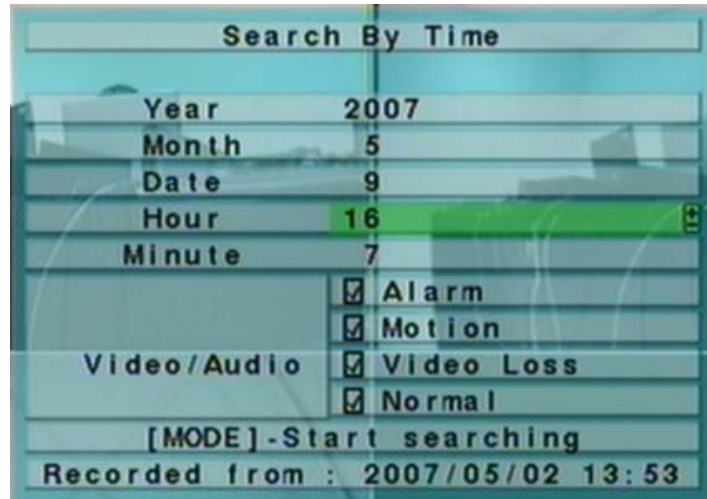 Search By Time
Year 2007
Month 5
Date 9
Hour 16
Minute 7
Alarm
Motion
Video/Audio Video Loss
Normal
[MODE]-Start searching
Recorded from : 2007/05/02 13:53